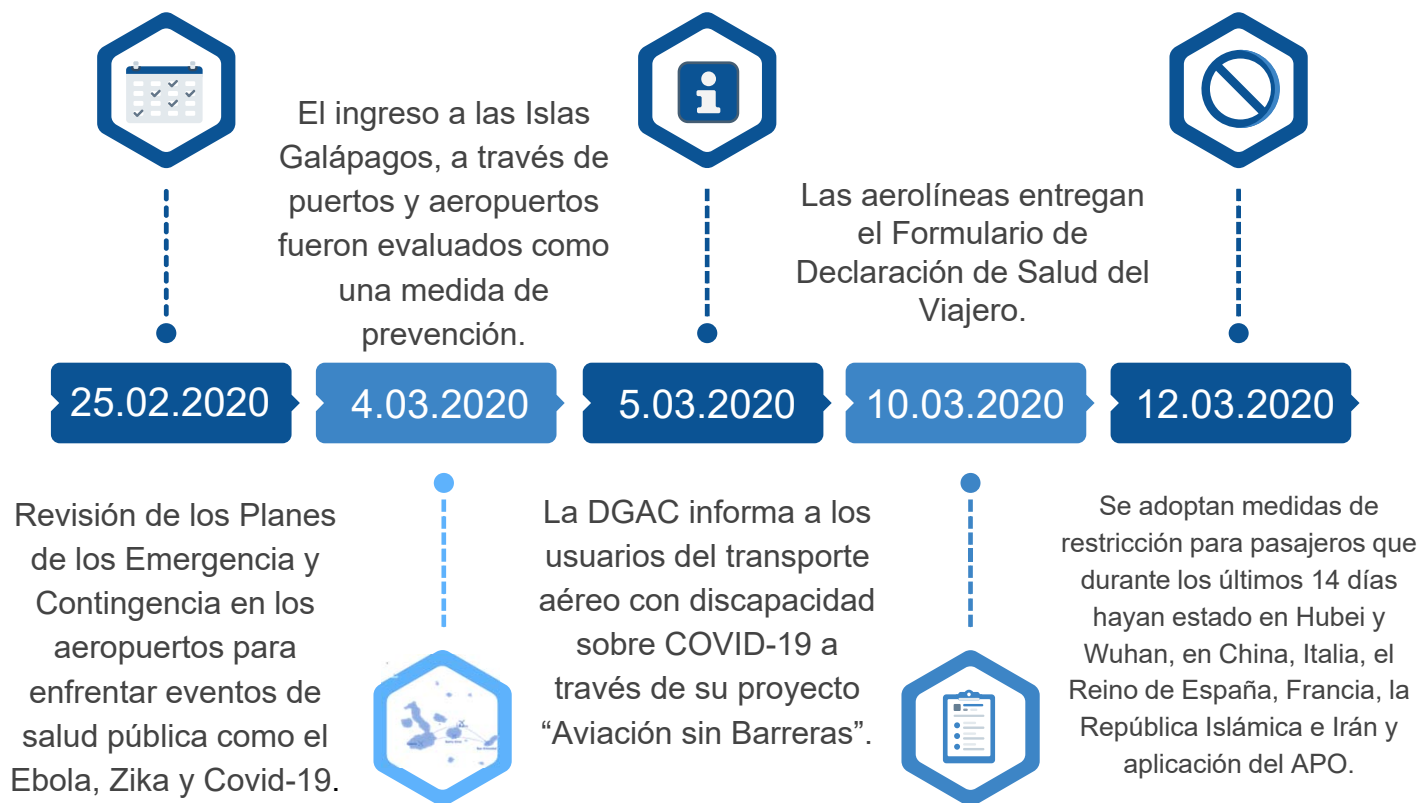 25.02.2020
Revisión de los Planes
de los Emergencia y
Contingencia en los
aeropuertos para
enfrentar eventos de
salud pública como el
Ebola, Zika y Covid-19.
El ingreso a las Islas
Galápagos, a través de
puertos y aeropuertos
fueron evaluados como
una medida de
prevención.
4.03.2020
5.03.2020
La DGAC informa a los
usuarios del transporte
aéreo con discapacidad
sobre COVID-19 a
través de su proyecto
“Aviación sin Barreras”.
Las aerolíneas entregan
el Formulario de
Declaración de Salud del
Viajero.
10.03.2020
12.03.2020
Se adoptan medidas de
restricción para pasajeros que
durante los últimos 14 días
hayan estado en Hubei y
Wuhan, en China, Italia, el
Reino de España, Francia, la
República Islámica e Irán y
aplicación del APO.